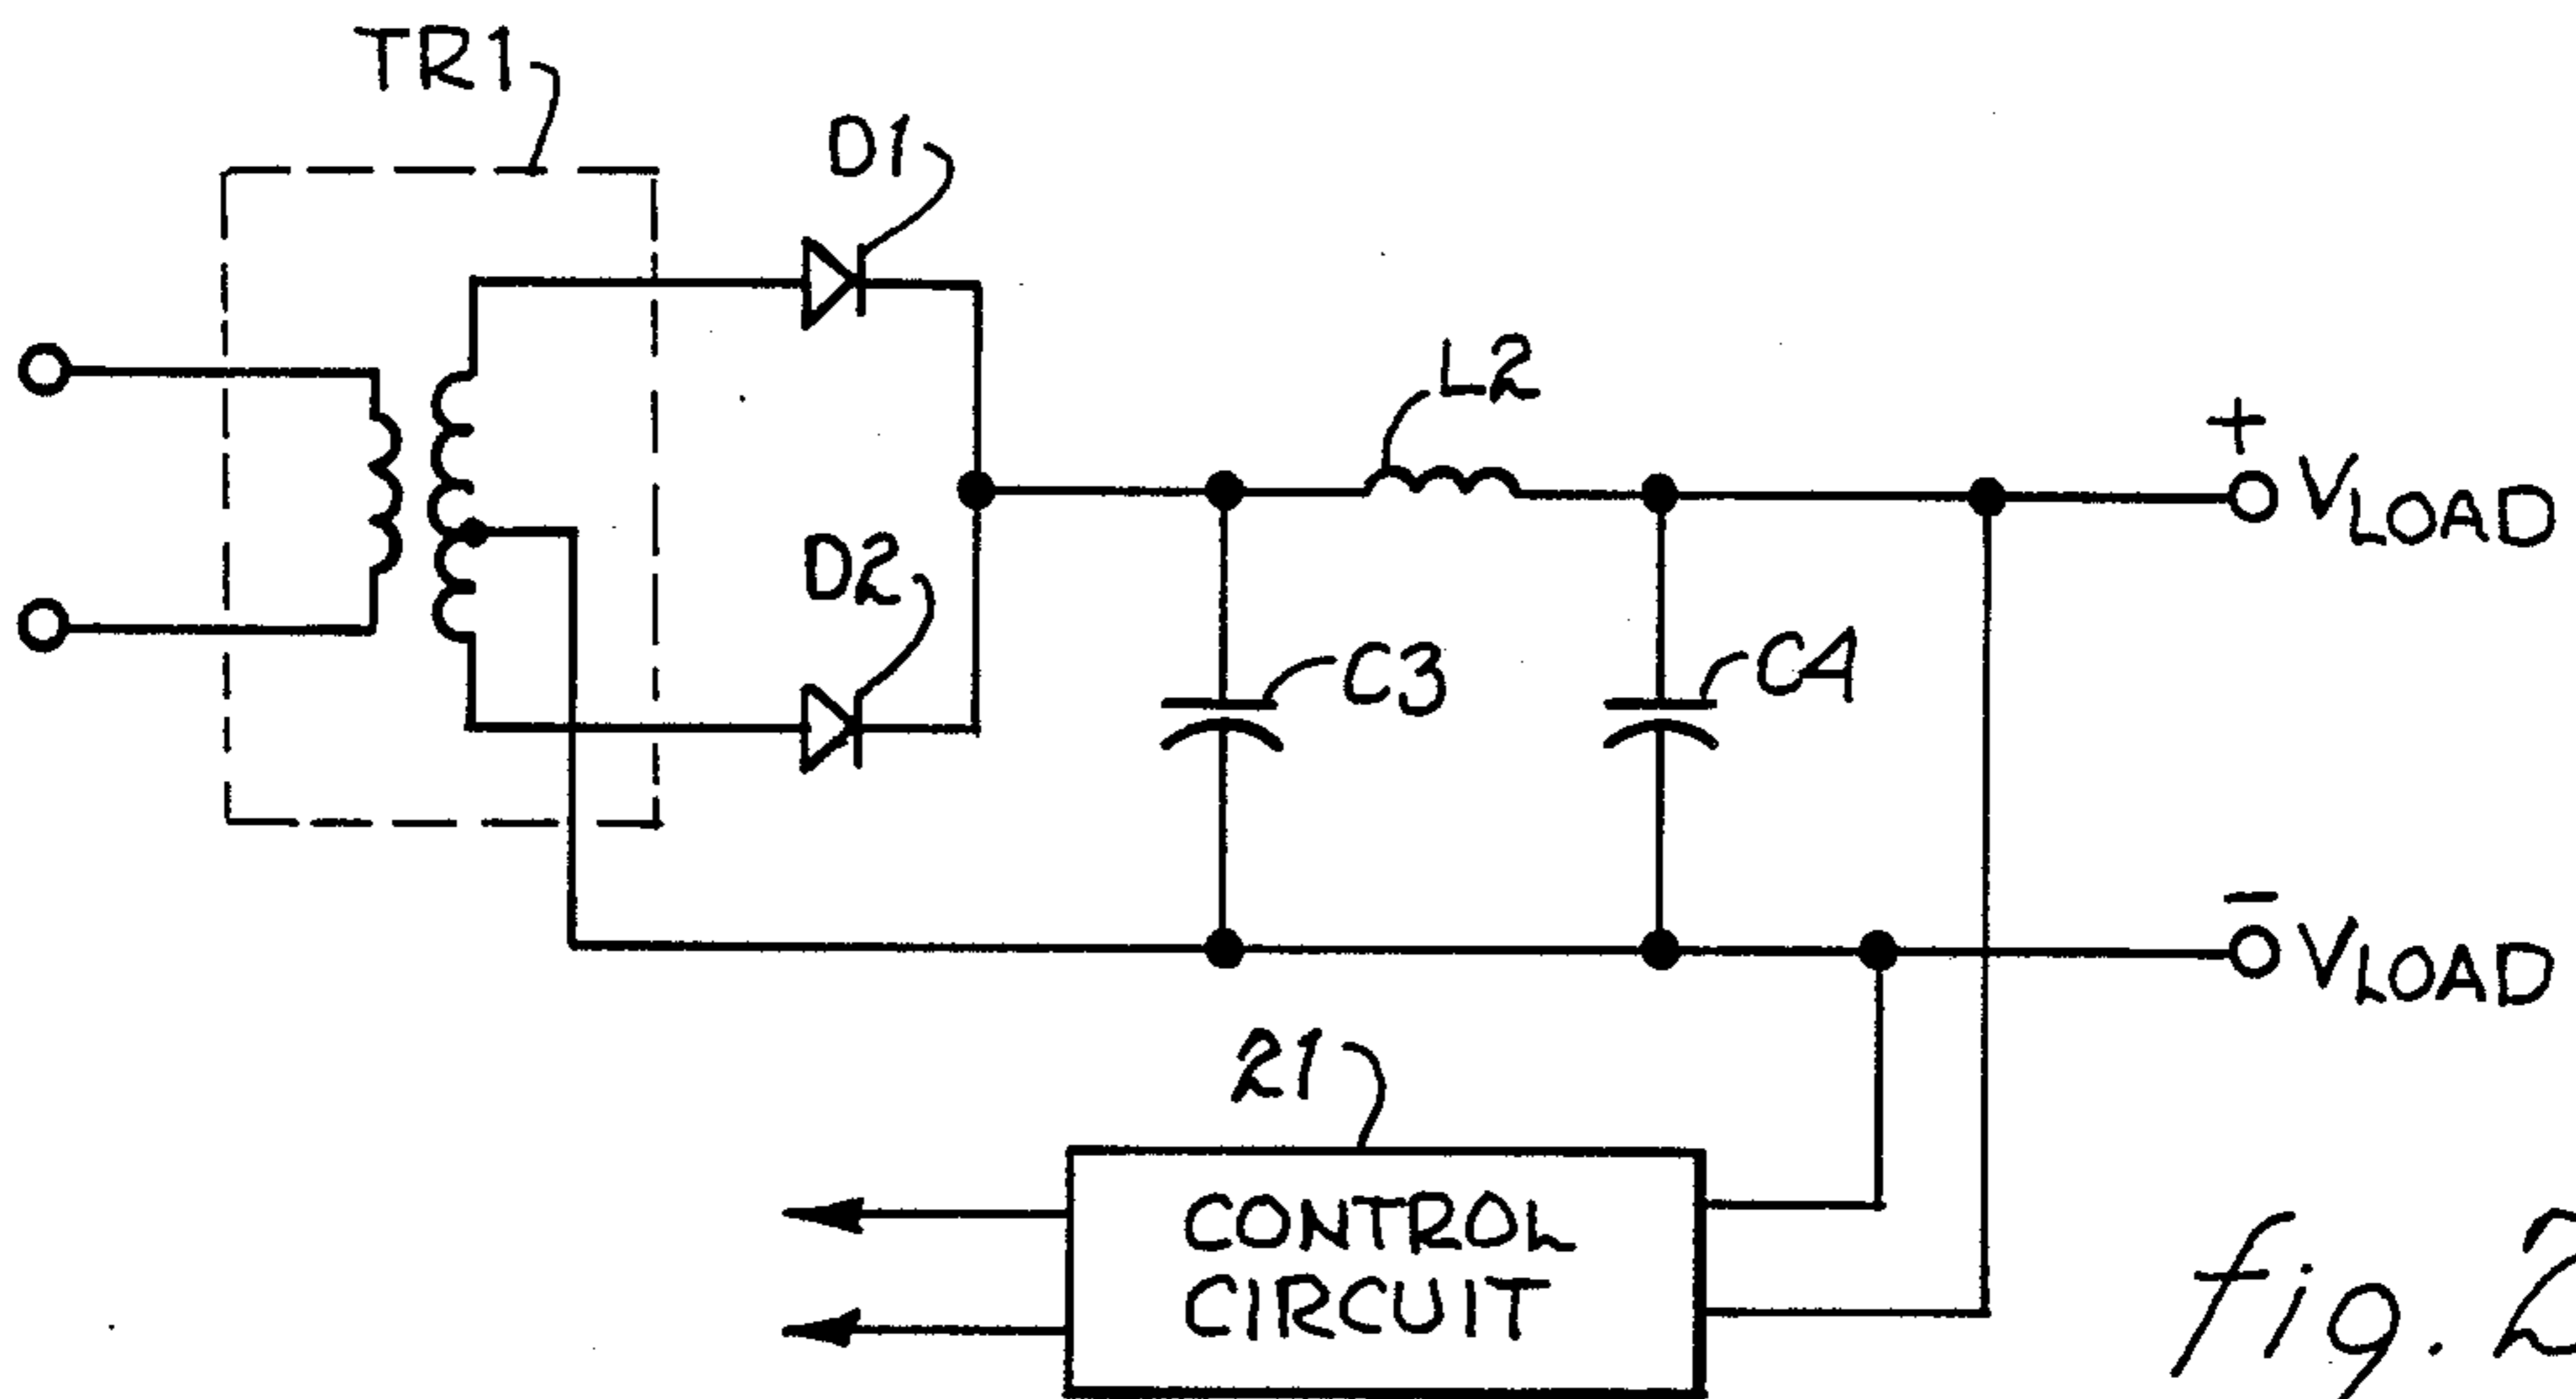 TR1
D1
L2
+
VLOAD
D2
C3
C4
−
VLOAD
21
CONTROL
CIRCUIT
fig. 2